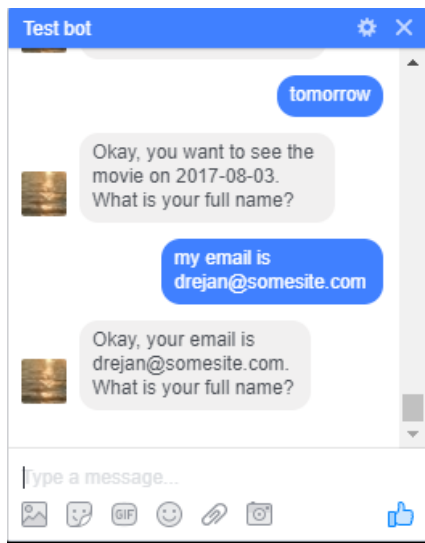 Test bot
tomorrow
Okay, you want to see the
movie on 2017-08-03.
What is your full name?
my email is
drejan@somesite.com
Okay, your email is
drejan@somesite.com.
What is your full name?
Type a message...
GIF